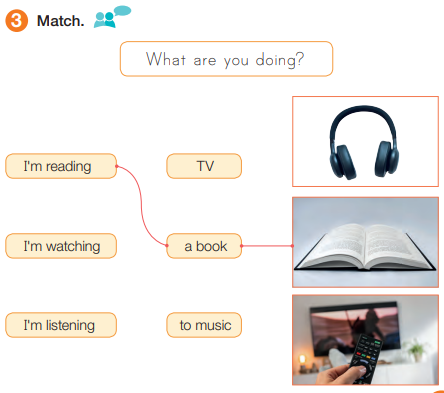 3 Match.
What are you doing?
I'm reading
TV
I'm watching
a book
I'm listening
to music